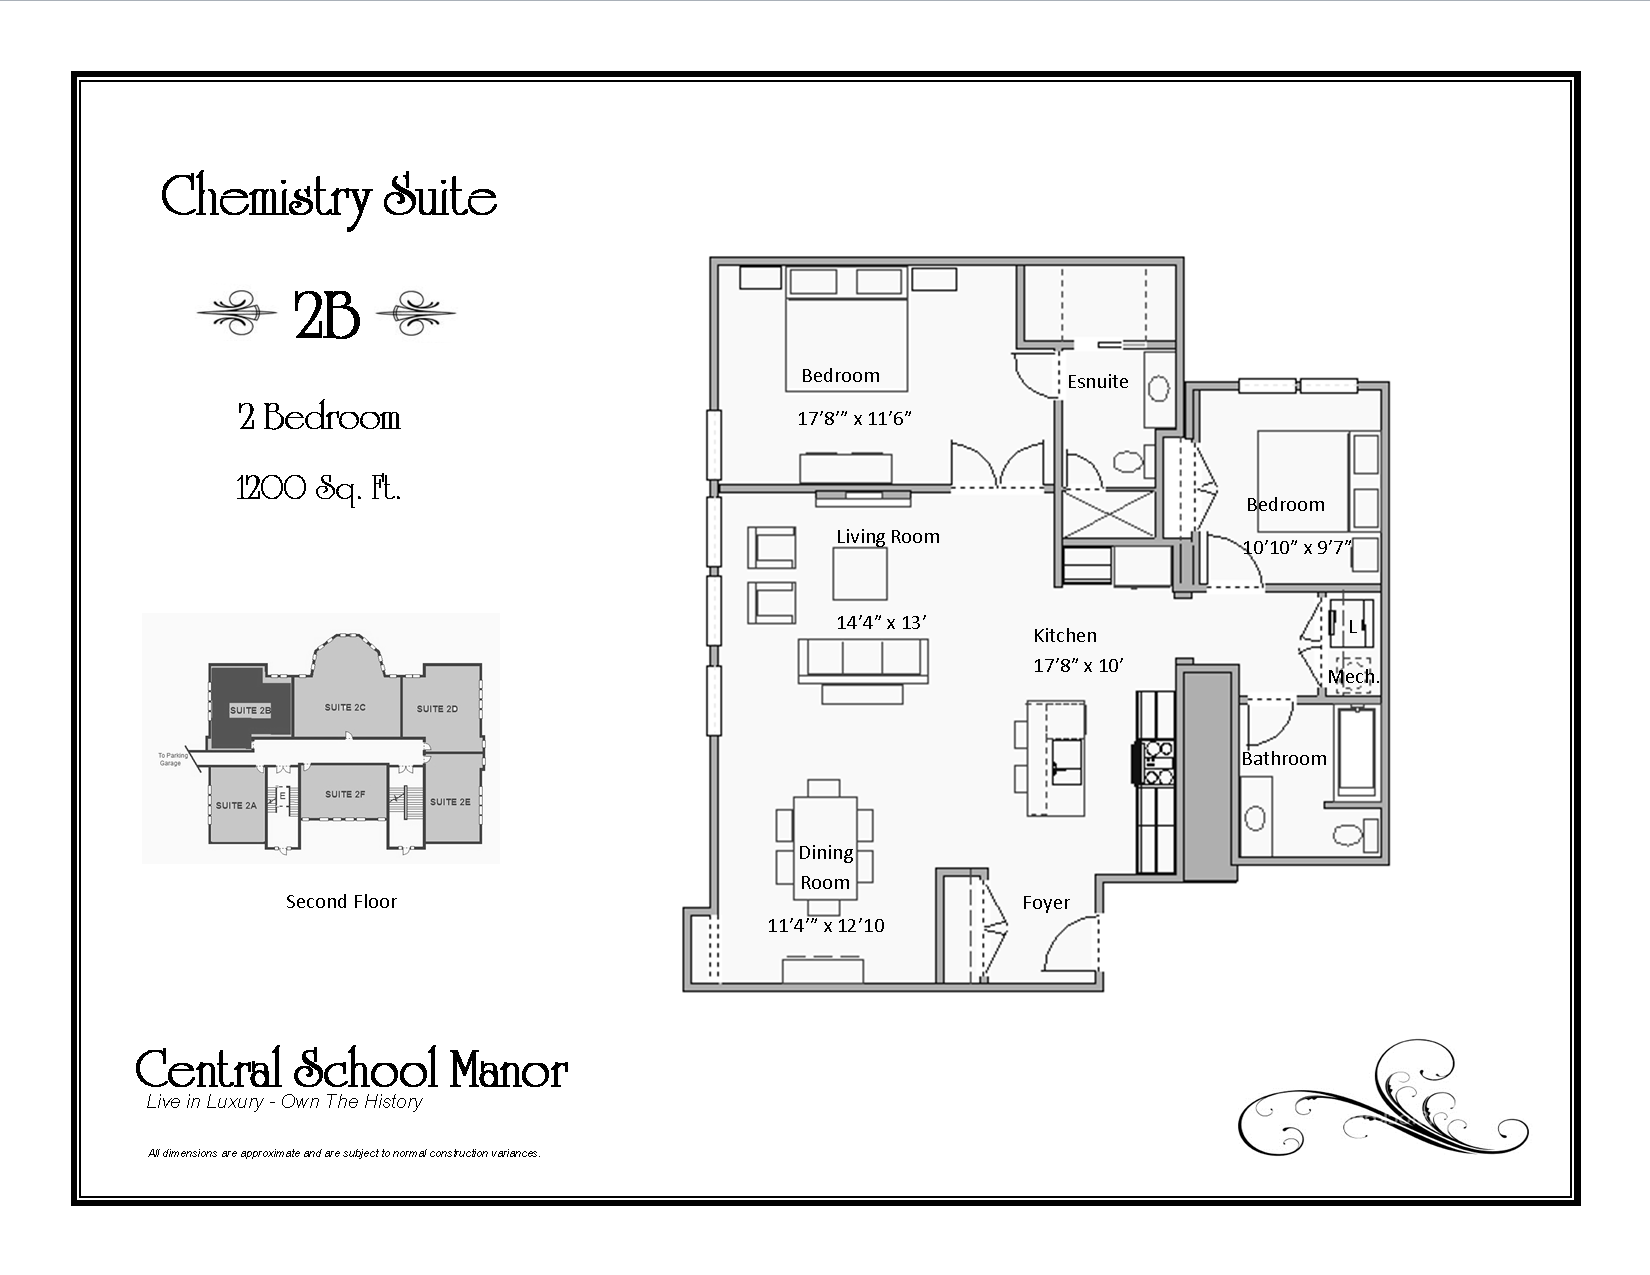 Chemistry Suite
2B
2 Bedroom
1200 Sq. Ft.
Bedroom
17’8’” x 11’6”
Esnuite
Bedroom
10’10” x 9’7”
Living Room
14’4” x 13’
Kitchen
17’8” x 10’
L
Mech.
Bathroom
Dining
Room
11’4’” x 12’10
Foyer
SUITE 2B
SUITE 2C
SUITE 2D
To Parking
Garage
SUITE 2A
E
SUITE 2F
SUITE 2E
Second Floor
Central School Manor
Live in Luxury - Own The History
All dimensions are approximate and are subject to normal construction variances.